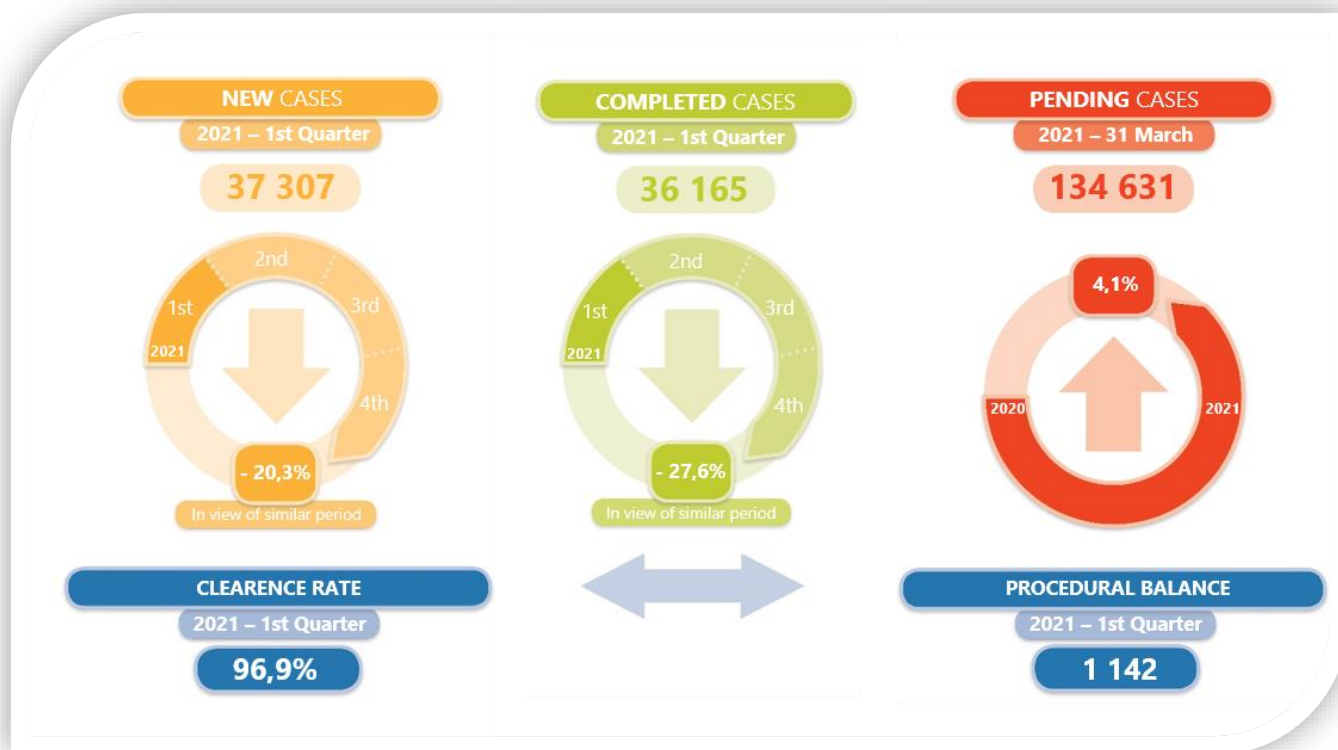 NEW CASES
2021 – 1st Quarter
37 307
1st
2nd
3rd
4th
2021
- 20,3%
In view of similar period
COMPLETED CASES
2021 – 1st Quarter
36 165
1st
2nd
3rd
4th
2021
- 27,6%
In view of similar period
PENDING CASES
2021 – 31 March
134 631
4,1%
2020
2021
CLEARENCE RATE
2021 – 1st Quarter
96,9%
PROCEDURAL BALANCE
2021 – 1st Quarter
1 142